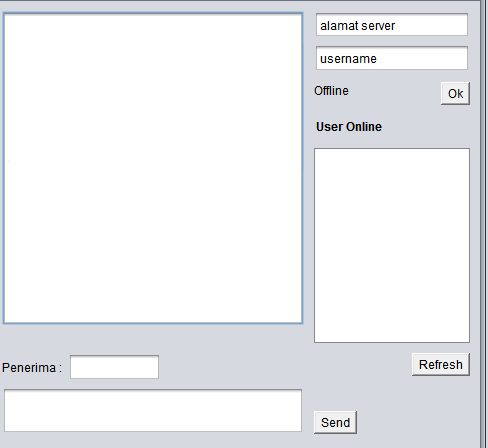 alamat server
username
Offline
Ok
User Online
Refresh
Penerima :
Send